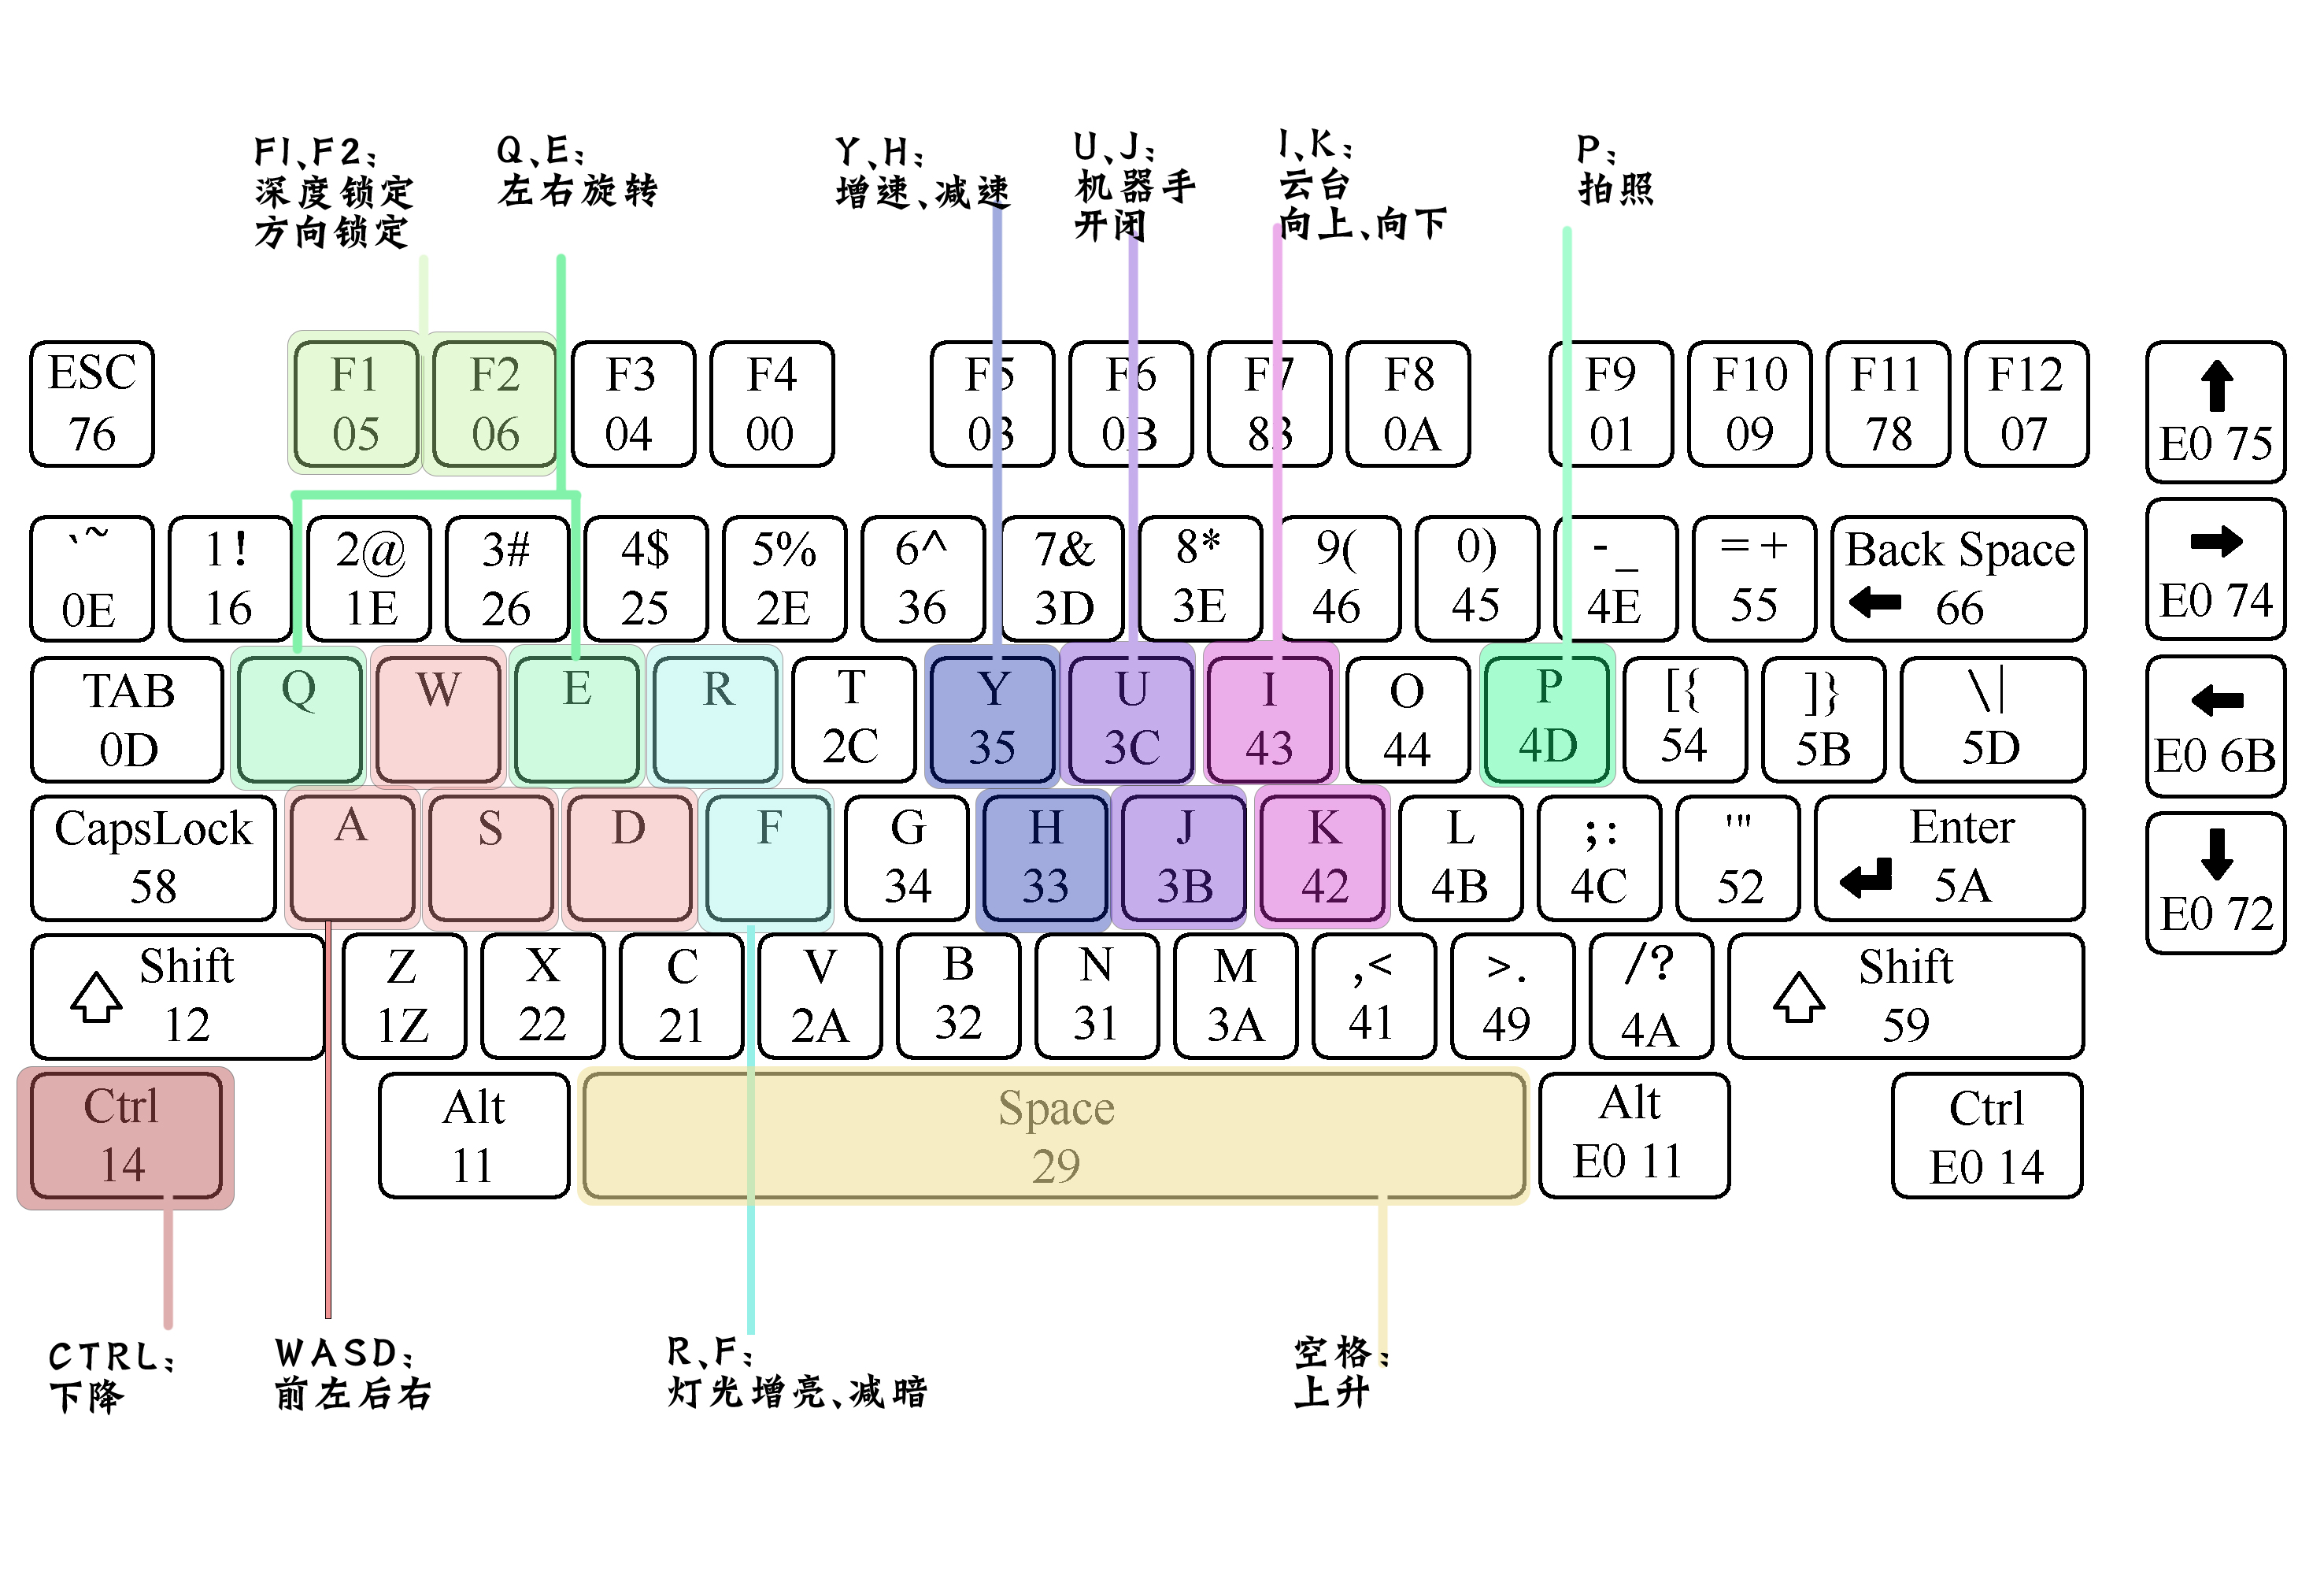 F1、F2：
深度锁定
方向锁定
Q、E：
左右旋转
Y、H：
增速、减速
U、J：
机器手
开闭
I、K：
云台
向上、向下
P：
拍照
ESC
76
F1
05
F2
06
F3
04
F4
00
F5
03
F6
0B
F7
83
F8
0A
F9
01
F10
09
F11
78
F12
07
E0 75
`~
0E
1!
16
2@
1E
3#
26
4$
25
5%
2E
6^
36
7&
3D
8*
3E
9(
46
0)
45
-_
4E
=+
55
Back Space
66
E0 74
TAB
0D
Q
W
E
R
T
2C
Y
35
U
3C
I
43
O
44
P
4D
[{
54
]}
5B
\|
5D
E0 6B
CapsLock
58
A
S
D
F
G
34
H
33
J
3B
K
42
L
4B
;:
4C
'"
52
Enter
5A
E0 72
Shift
12
Z
1Z
X
22
C
21
V
2A
B
32
N
31
M
3A
,<
41
>.
49
/?
4A
Shift
59
Ctrl
14
Alt
11
Space
29
Alt
E0 11
Ctrl
E0 14
CTRL：
下降
WASD：
前左后右
R、F：
灯光增亮、减暗
空格：
上升